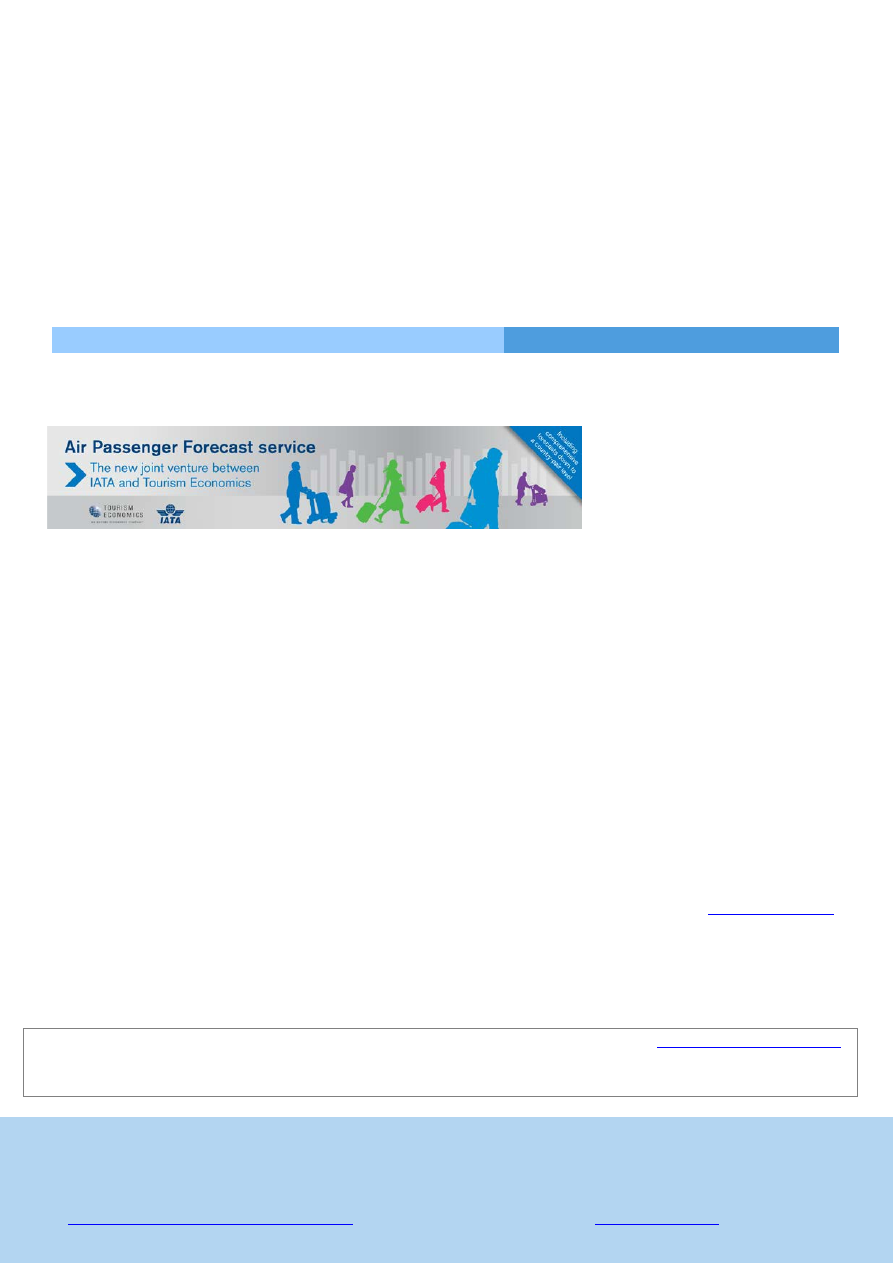 Air Passenger Forecast service
The new joint venture between
IATA and Tourism Economics
Including
comprehensive
forecasts down to
a country-pair level
TOURISM
ECONOMICS
IATA